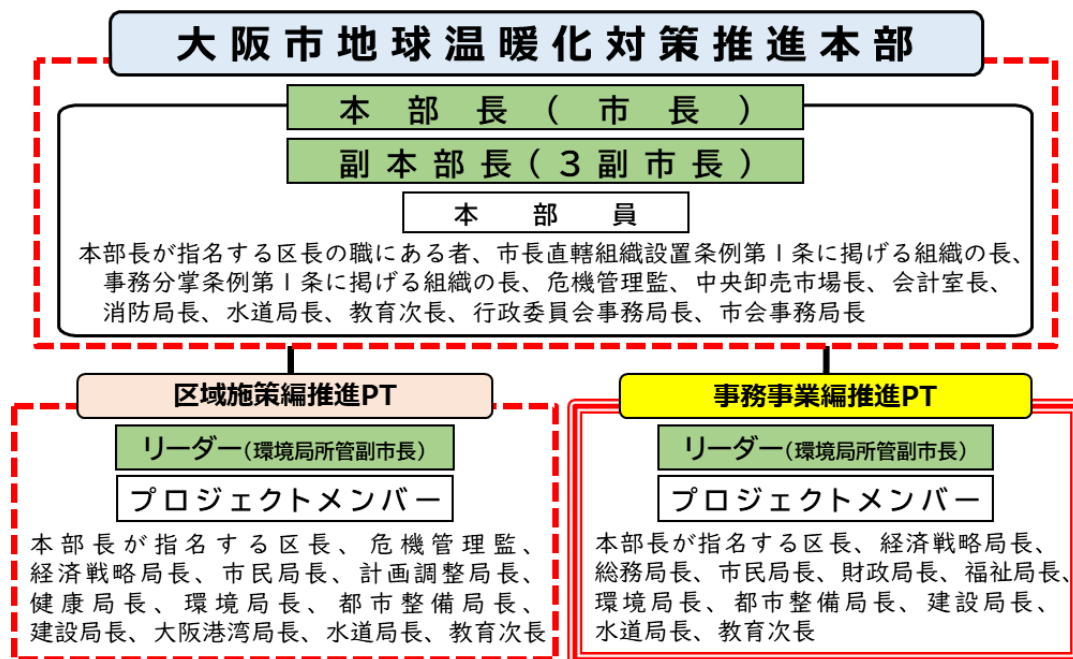 大阪市地球温暖化対策推進本部
本部長(市長)
副本部長(3副市長)
本部員
本部長が指名する区長の職にある者、市長直轄組織設置条例第1条に掲げる組織の長、
事務分掌条例第1条に掲げる組織の長、危機管理監、中央卸売市場長、会計室長、
消防局長、水道局長、教育次長、行政委員会事務局長、市会事務局長
区域施策編推進PT
リーダー(環境局所管副市長)
プロジェクトメンバー
本部長が指名する区長、危機管理監、
経済戦略局長、市民局長、計画調整局長、
健康局長、環境局長、都市整備局長、
建設局長、大阪港湾局長、水道局長、教育次長
事務事業編推進PT
リーダー(環境局所管副市長)
プロジェクトメンバー
本部長が指名する区長、経済戦略局長、
総務局長、市民局長、財政局長、福祉局長、
環境局長、都市整備局長、建設局長、
水道局長、教育次長